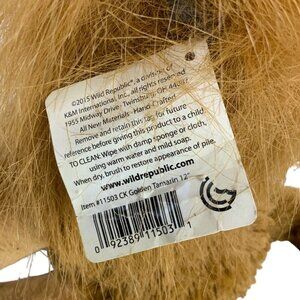 ©2015 Wild Republic®, a division of
K&M International, Inc., all rights reserved
1955 Midway Drive - Twinsburg, OH 44087
All New Materials - Hand Crafted
Remove and retain this tag for future
reference before giving this product to a child.
TO CLEAN: Wipe with damp sponge or cloth,
using warm water and mild soap.
When dry, brush to restore appearance of pile.
www.wildrepublic.com
Item #11503 CK Golden Tamarin 12"
0 92389 11503 1